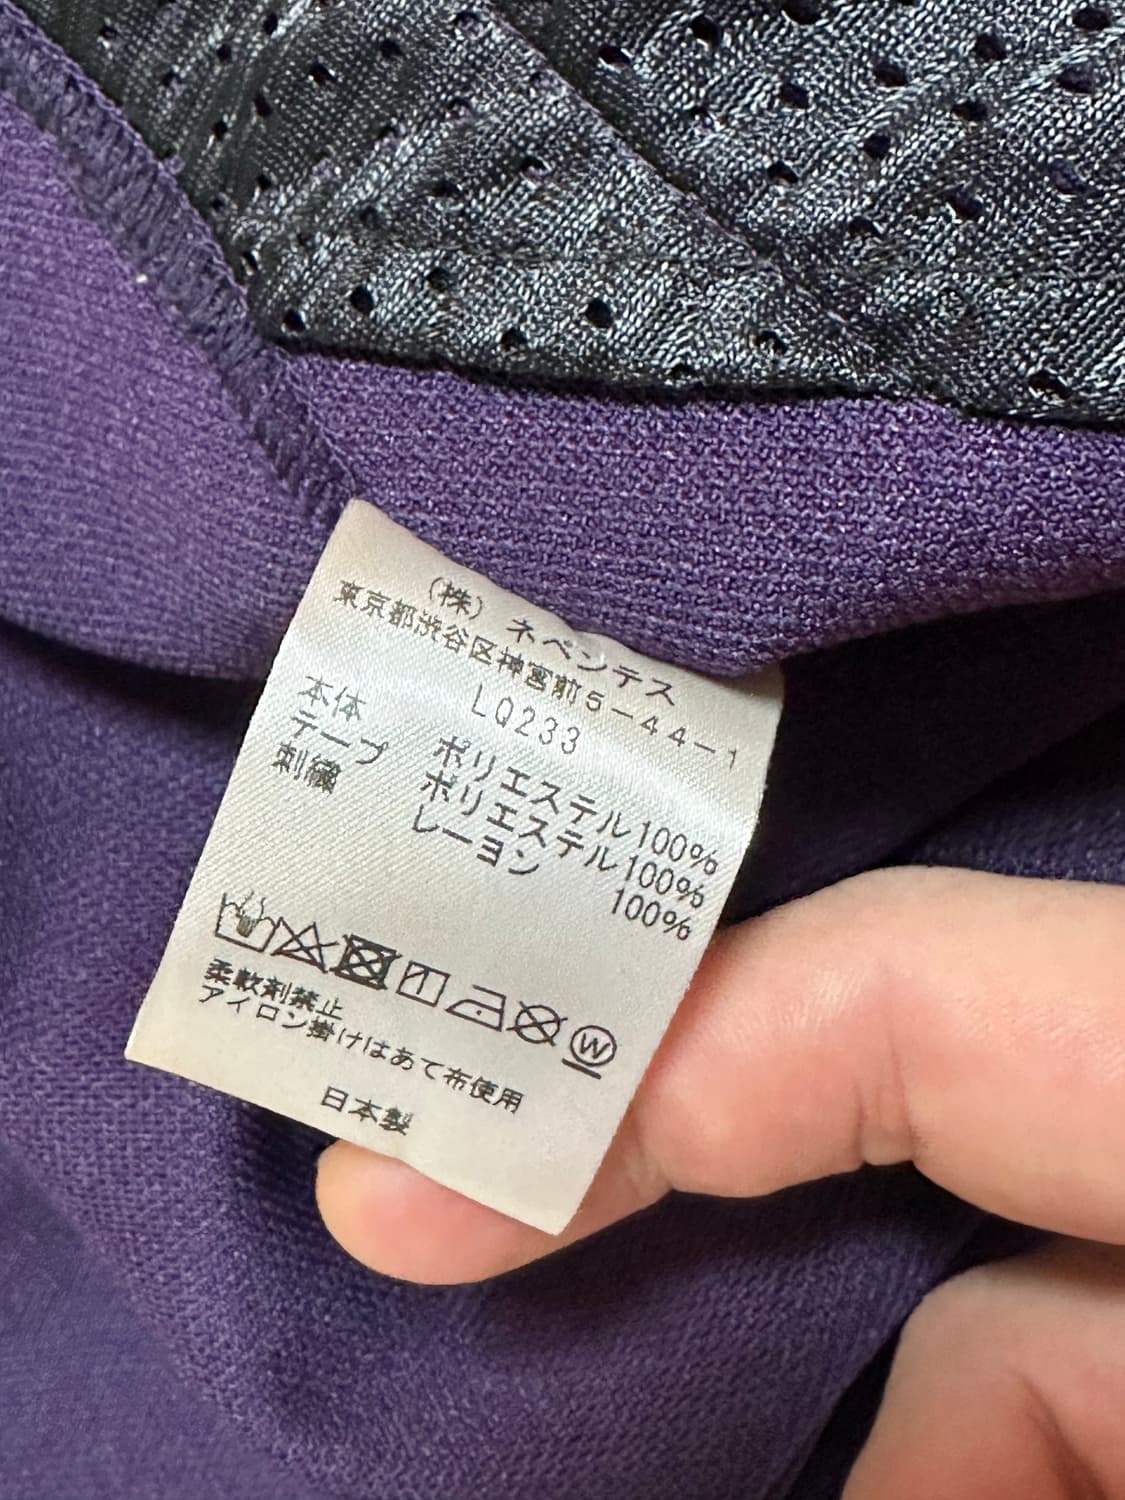 (株) ネペンテス
東京都渋谷区神宮前5-44-1
LQ233
本体 ポリエステル100%
テープ ポリエステル100%
刺繍 レーヨン 100%
W
柔軟剤禁止
アイロン掛けはあて布使用
日本製